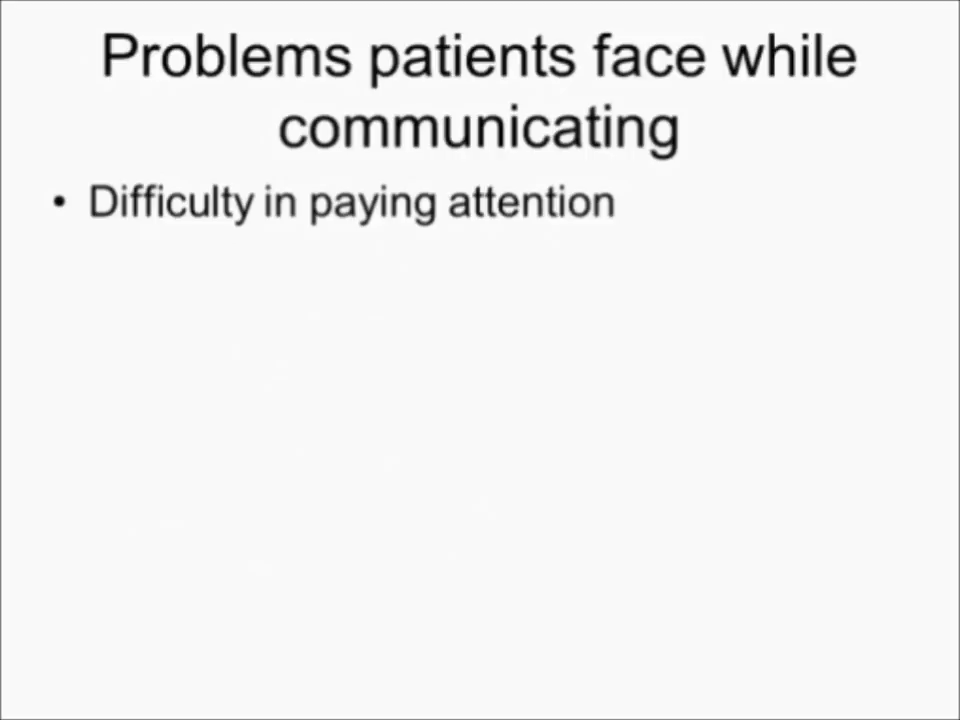 Problems patients face while
communicating
• Difficulty in paying attention